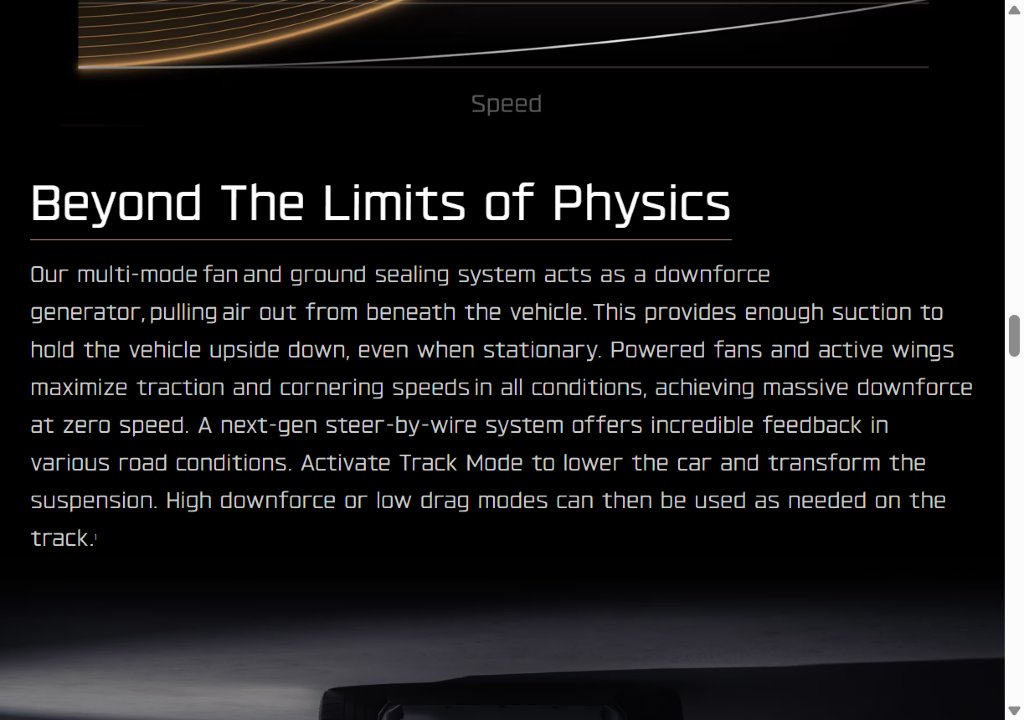 Speed
Beyond The Limits of Physics
Our multi-mode fan and ground sealing system acts as a downforce
generator, pulling air out from beneath the vehicle. This provides enough suction to
hold the vehicle upside down, even when stationary. Powered fans and active wings
maximize traction and cornering speeds in all conditions, achieving massive downforce
at zero speed. A next-gen steer-by-wire system offers incredible feedback in
various road conditions. Activate Track Mode to lower the car and transform the
suspension. High downforce or low drag modes can then be used as needed on the
track.¹